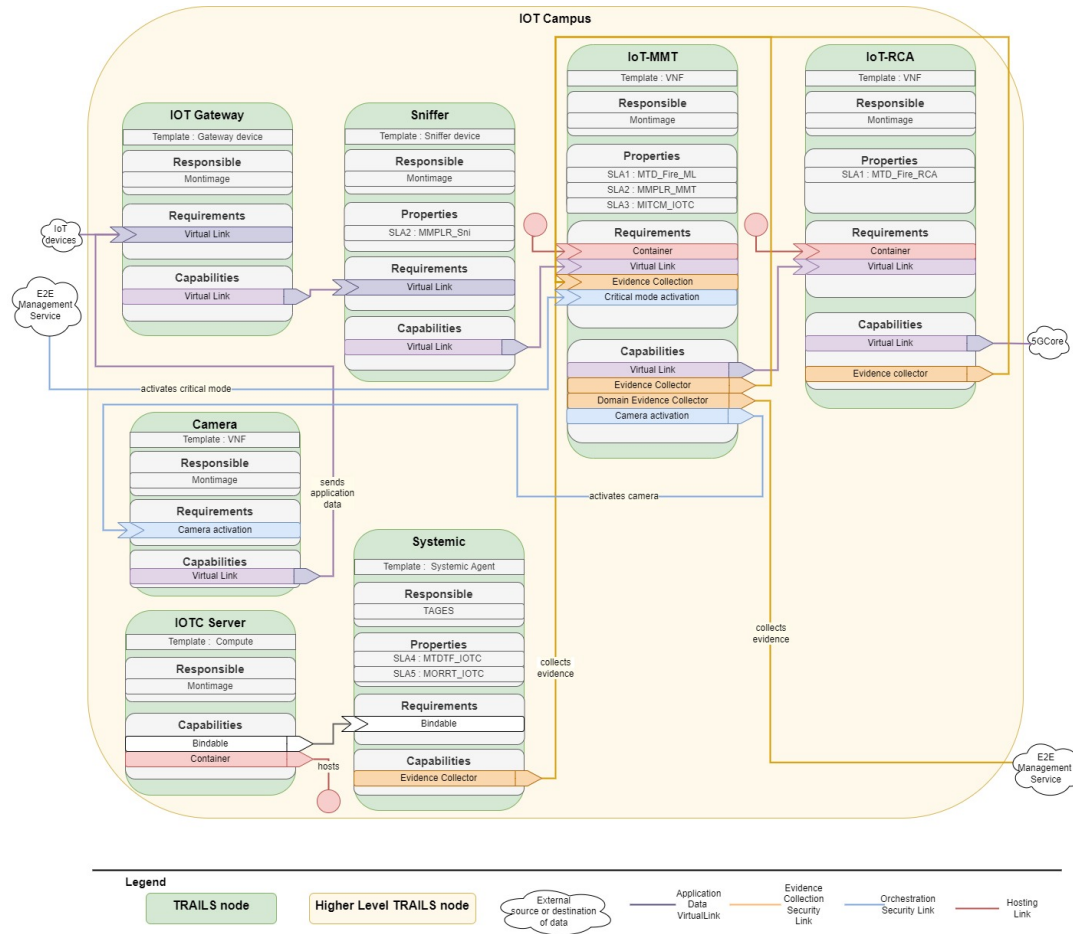 IOT Campus
IoT-MMT
Template : VNF
Responsible
Montimage
Properties
SLA1 : MTD_Fire_ML
SLA2 : MMPLR_MMT
SLA3 : MITCM_IOTC
Requirements
Container
Virtual Link
Evidence Collection
Critical mode activation
Capabilities
Virtual Link
Evidence Collector
Domain Evidence Collector
Camera activation
IoT-RCA
Template : VNF
Responsible
Montimage
Properties
SLA1 : MTD_Fire_RCA
Requirements
Container
Virtual Link
Capabilities
Virtual Link
Evidence collector
IOT Gateway
Template : Gateway device
Responsible
Montimage
Requirements
Virtual Link
Capabilities
Virtual Link
Sniffer
Template : Sniffer device
Responsible
Montimage
Properties
SLA2 : MMPLR_Sni
Requirements
Virtual Link
Capabilities
Virtual Link
IoT
devices
E2E
Management
Service
5GCore
activates critical mode
Camera
Template : VNF
Responsible
Montimage
Requirements
Camera activation
Capabilities
Virtual Link
sends
application
data
activates camera
Systemic
Template : Systemic Agent
Responsible
TAGES
Properties
SLA4 : MTDTF_IOTC
SLA5 : MORRT_IOTC
Requirements
Bindable
Capabilities
Evidence Collector
IOTC Server
Template : Compute
Responsible
Montimage
Capabilities
Bindable
Container
hosts
collects
evidence
collects
evidence
E2E
Management
Service
Legend
TRAILS node
Higher Level TRAILS node
External
source or destination
of data
Application
Data
VirtualLink
Evidence
Collection
Security
Link
Orchestration
Security Link
Hosting
Link